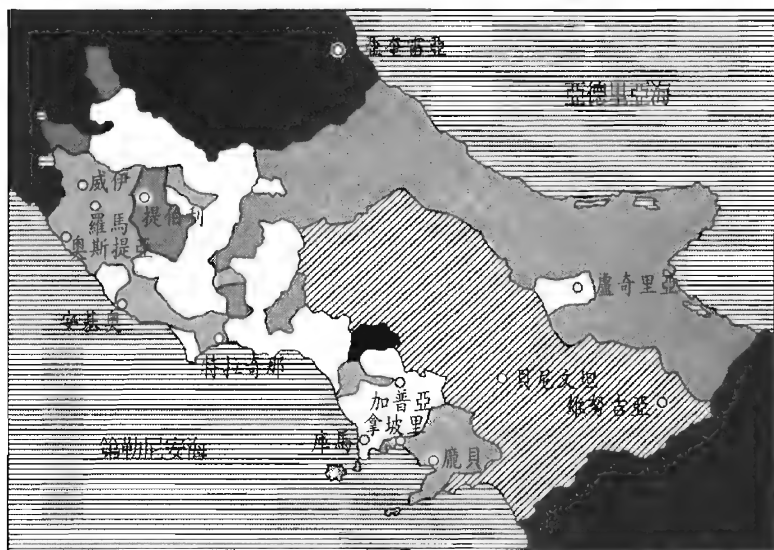 亞德里亞海
威伊
羅馬
提伯利
奧斯提亞
盧奇里亞
安基奧
特拉奇那
貝尼文坦
維努吉亞
加普亞
拿坡里
庫馬
龐貝
第勒尼安海